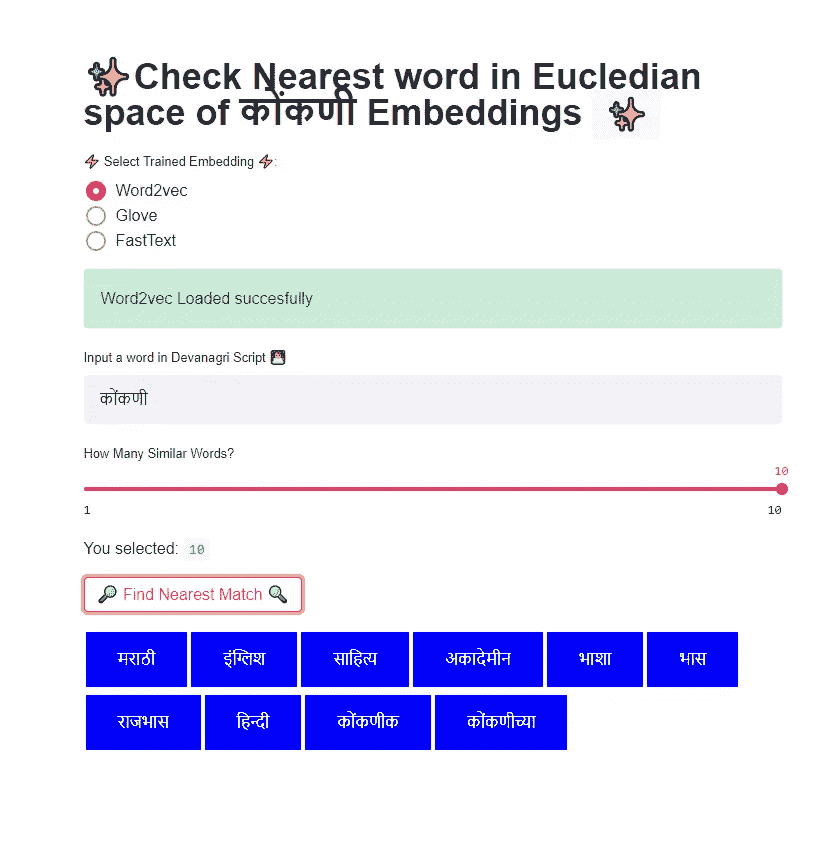 ✨Check Nearest word in Eucledian
space of कोंकणी Embeddings ✨
⚡ Select Trained Embedding ⚡:
Word2vec
Glove
FastText
Word2vec Loaded succesfully
Input a word in Devanagri Script
कोंकणी
How Many Similar Words?
10
1 10
You selected: 10
🔎 Find Nearest Match 🔍
मराठी इंग्लिश साहित्य अकादेमीन भाशा भास
राजभास हिन्दी कोंकणीक कोंकणीच्या